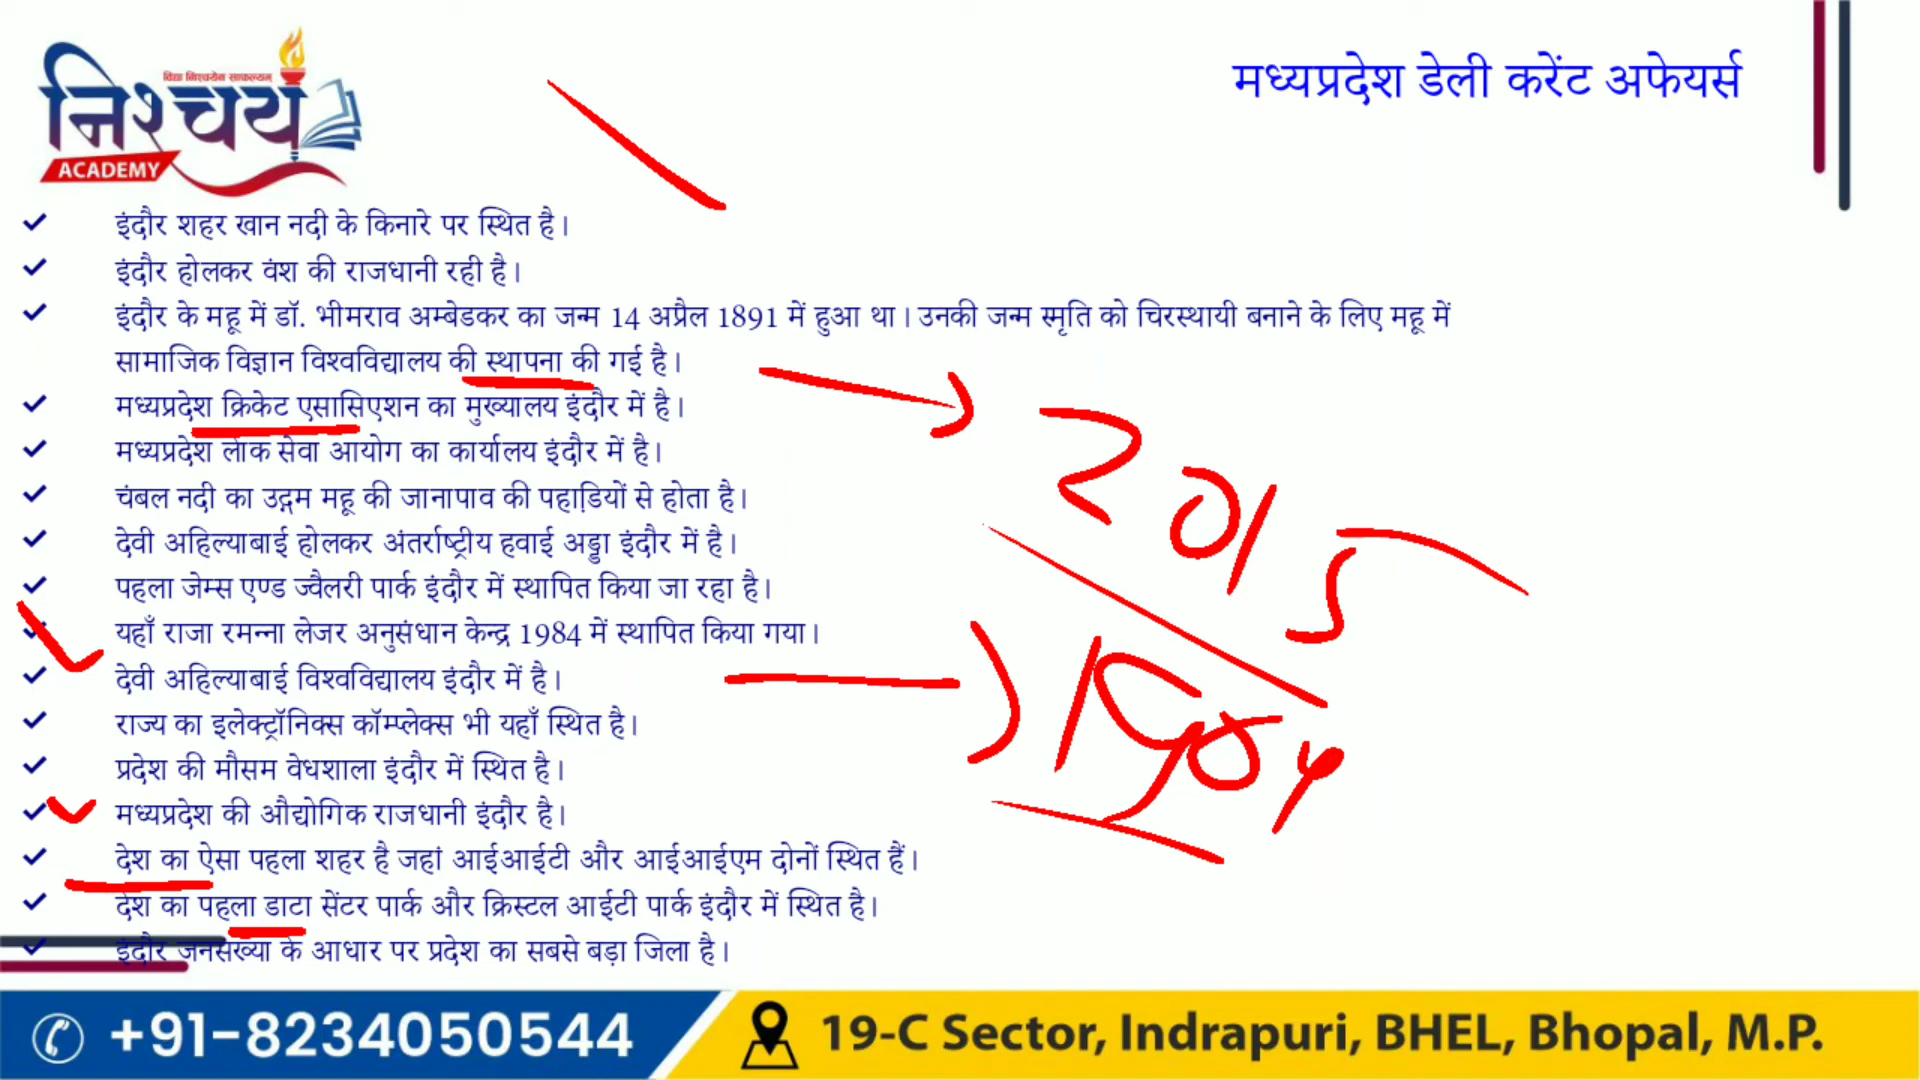 विद्या निश्चयेन साफल्यम्
निश्चय
ACADEMY
मध्यप्रदेश डेली करेंट अफेयर्स
इंदौर शहर खान नदी के किनारे पर स्थित है।
इंदौर होलकर वंश की राजधानी रही है।
इंदौर के महू में डॉ. भीमराव अम्बेडकर का जन्म 14 अप्रैल 1891 में हुआ था। उनकी जन्म स्मृति को चिरस्थायी बनाने के लिए महू में
सामाजिक विज्ञान विश्वविद्यालय की स्थापना की गई है।
मध्यप्रदेश क्रिकेट एसासिएशन का मुख्यालय इंदौर में है।
मध्यप्रदेश लोक सेवा आयोग का कार्यालय इंदौर में है।
चंबल नदी का उद्गम महू की जानापाव की पहाड़ियों से होता है।
देवी अहिल्याबाई होलकर अंतर्राष्ट्रीय हवाई अड्डा इंदौर में है।
पहला जेम्स एण्ड ज्वैलरी पार्क इंदौर में स्थापित किया जा रहा है।
यहाँ राजा रमन्ना लेजर अनुसंधान केन्द्र 1984 में स्थापित किया गया।
देवी अहिल्याबाई विश्वविद्यालय इंदौर में है।
राज्य का इलेक्ट्रॉनिक्स कॉम्प्लेक्स भी यहाँ स्थित है।
प्रदेश की मौसम वेधशाला इंदौर में स्थित है।
मध्यप्रदेश की औद्योगिक राजधानी इंदौर है।
देश का ऐसा पहला शहर है जहां आईआईटी और आईआईएम दोनों स्थित हैं।
देश का पहला डाटा सेंटर पार्क और क्रिस्टल आईटी पार्क इंदौर में स्थित है।
इंदौर जनसंख्या के आधार पर प्रदेश का सबसे बड़ा जिला है।
2015
+91-8234050544
19-C Sector, Indrapuri, BHEL, Bhopal, M.P.